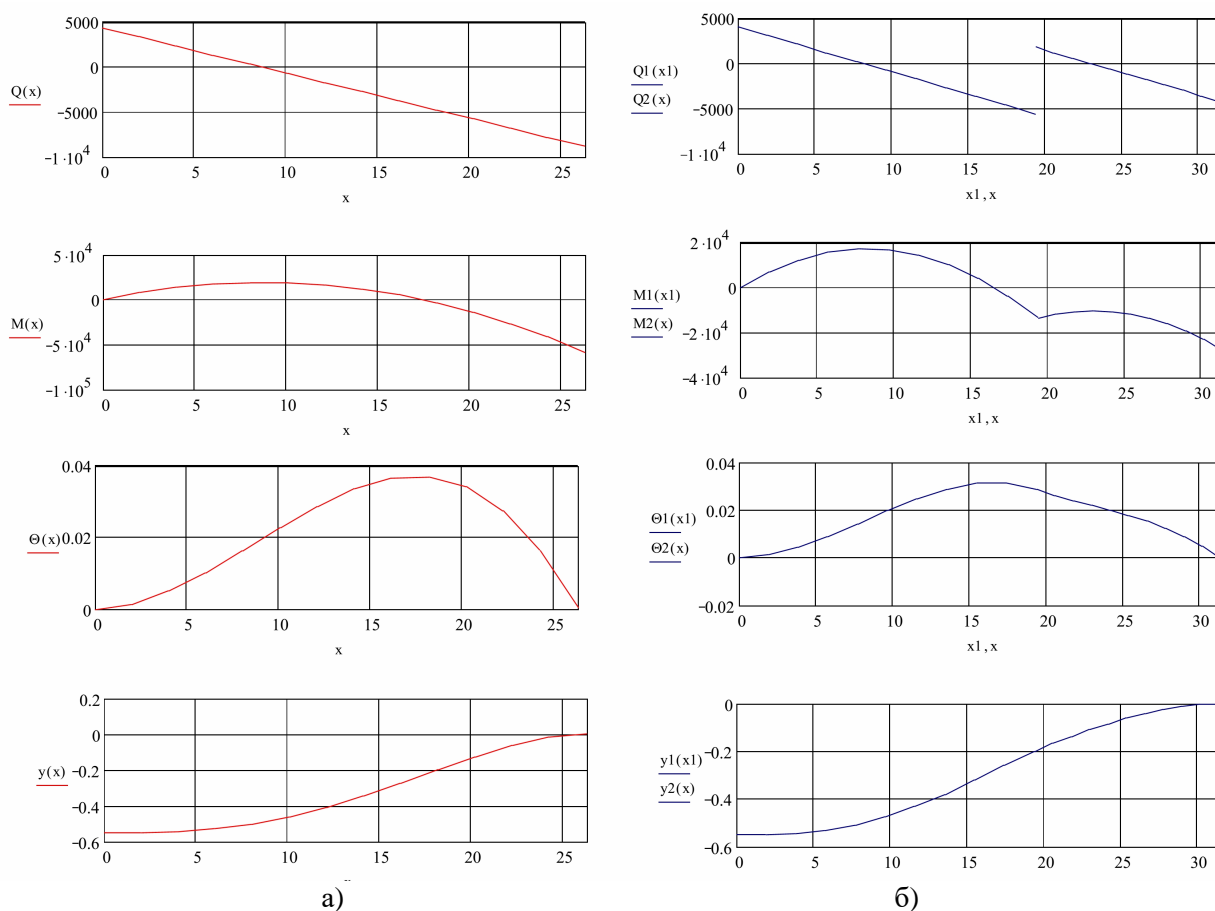 5000
0
−5000
−1·10⁴
Q(x)
0 5 10 15 20 25
x
5·10⁴
0
−5·10⁴
−1·10⁵
M(x)
0 5 10 15 20 25
x
0.04
0.02
0
Θ(x)
0 5 10 15 20 25
x
0.2
0
−0.2
−0.4
−0.6
y(x)
0 5 10 15 20 25
а)
5000
0
−5000
−1·10⁴
Q1(x1)
Q2(x)
0 5 10 15 20 25 30
x1,x
2·10⁴
0
−2·10⁴
−4·10⁴
M1(x1)
M2(x)
0 5 10 15 20 25 30
x1,x
0.04
0.02
0
−0.02
Θ1(x1)
Θ2(x)
0 5 10 15 20 25 30
x1,x
0
−0.2
−0.4
−0.6
y1(x1)
y2(x)
0 5 10 15 20 25 30
б)